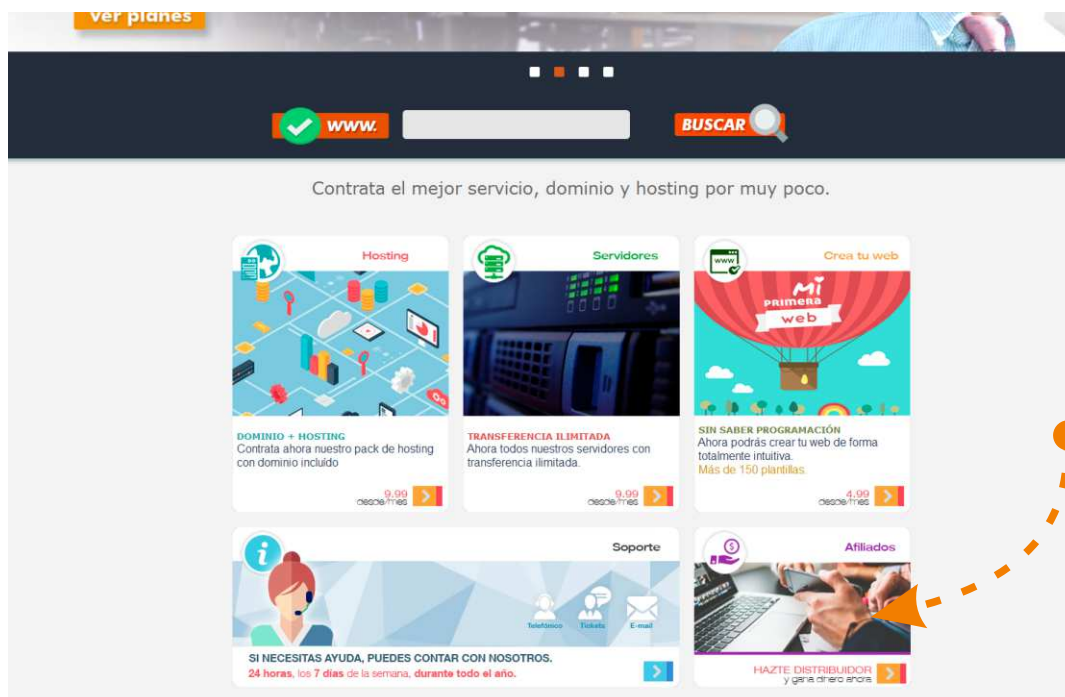 ver planes
www.
BUSCAR
Contrata el mejor servicio, dominio y hosting por muy poco.
Hosting
DOMINIO + HOSTING
Contrata ahora nuestro pack de hosting
con dominio incluído
9.99
desde/mes
Servidores
TRANSFERENCIA ILIMITADA
Ahora todos nuestros servidores con
transferencia ilimitada.
9.99
desde/mes
Crea tu web
www
Mi
PRIMERA
web
SIN SABER PROGRAMACIÓN
Ahora podrás crear tu web de forma
totalmente intuitiva.
Más de 150 plantillas.
4.99
desde/mes
Soporte
Telefónico Tickets E-mail
SI NECESITAS AYUDA, PUEDES CONTAR CON NOSOTROS.
24 horas, los 7 días de la semana, durante todo el año.
Afiliados
HAZTE DISTRIBUIDOR
y gana dinero ahora